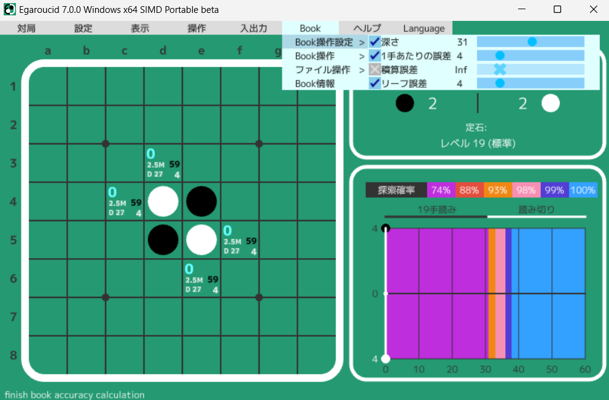 Egaroucid 7.0.0 Windows x64 SIMD Portable beta
対局 設定 表示 操作 入出力 Book ヘルプ Language
Book操作設定 > 深さ 31
Book操作 > 1手あたりの誤差 4
ファイル操作 > 積算誤差 Inf
Book情報 リーフ誤差 4
a b c d e f g
1
2
3
4
5
6
7
8
0
2.5M 59
D 27 4
0
2.5M 59
D 27 4
0
2.5M 59
D 27 4
0
2.5M 59
D 27 4
2 2
定石:
レベル 19 (標準)
探索確率 74% 88% 93% 98% 99% 100%
19手読み 読み切り
4
0
4
0 10 20 30 40 50 60
finish book accuracy calculation